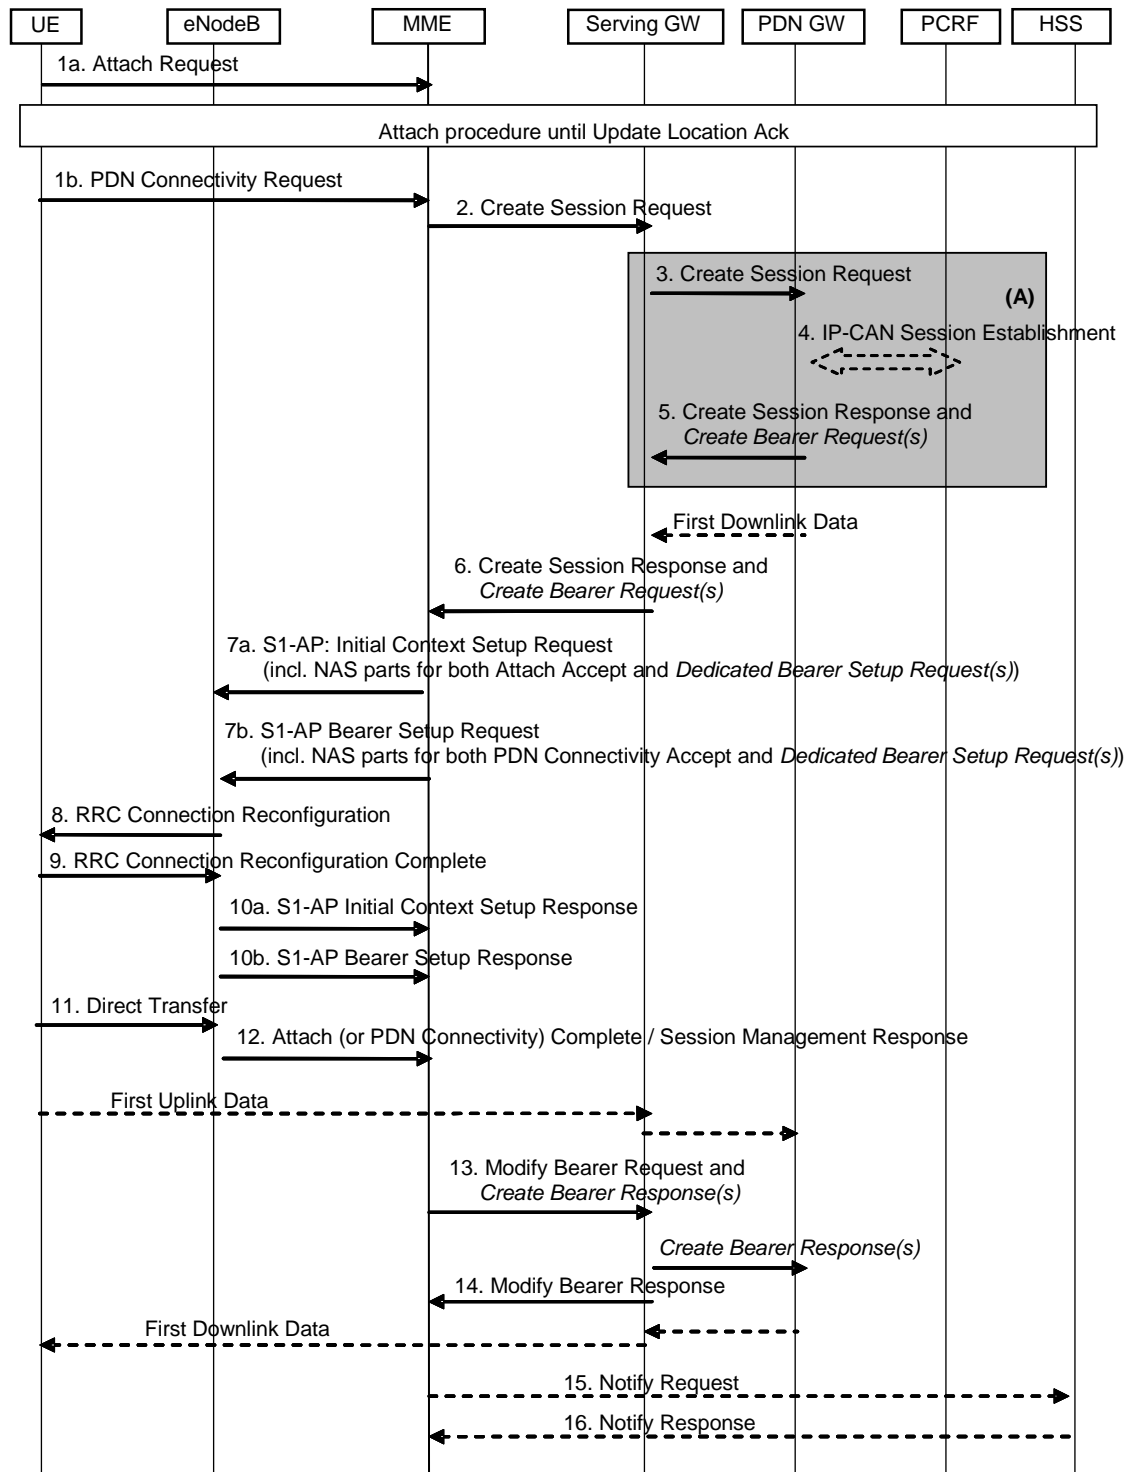 UE eNodeB MME Serving GW PDN GW PCRF HSS
1a. Attach Request
Attach procedure until Update Location Ack
1b. PDN Connectivity Request
2. Create Session Request
3. Create Session Request
(A)
4. IP-CAN Session Establishment
5. Create Session Response and
Create Bearer Request(s)
First Downlink Data
6. Create Session Response and
Create Bearer Request(s)
7a. S1-AP: Initial Context Setup Request
(incl. NAS parts for both Attach Accept and Dedicated Bearer Setup Request(s))
7b. S1-AP Bearer Setup Request
(incl. NAS parts for both PDN Connectivity Accept and Dedicated Bearer Setup Request(s))
8. RRC Connection Reconfiguration
9. RRC Connection Reconfiguration Complete
10a. S1-AP Initial Context Setup Response
10b. S1-AP Bearer Setup Response
11. Direct Transfer
12. Attach (or PDN Connectivity) Complete / Session Management Response
First Uplink Data
13. Modify Bearer Request and
Create Bearer Response(s)
Create Bearer Response(s)
14. Modify Bearer Response
First Downlink Data
15. Notify Request
16. Notify Response